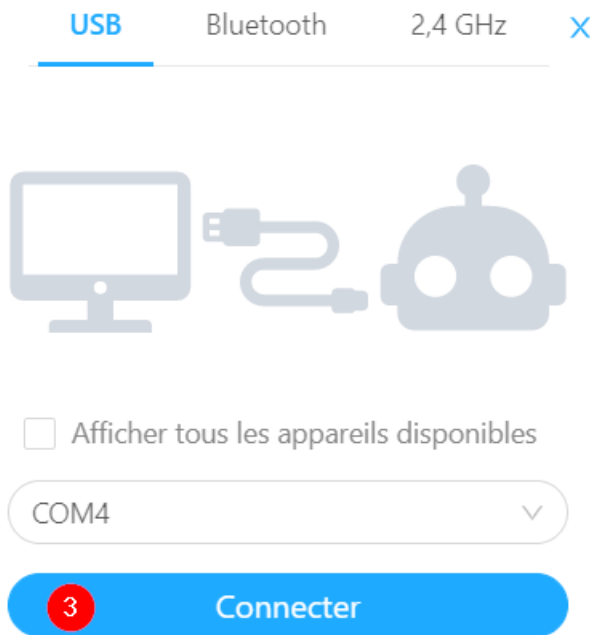 USB Bluetooth 2,4 GHz X
Afficher tous les appareils disponibles
COM4
3 Connecter